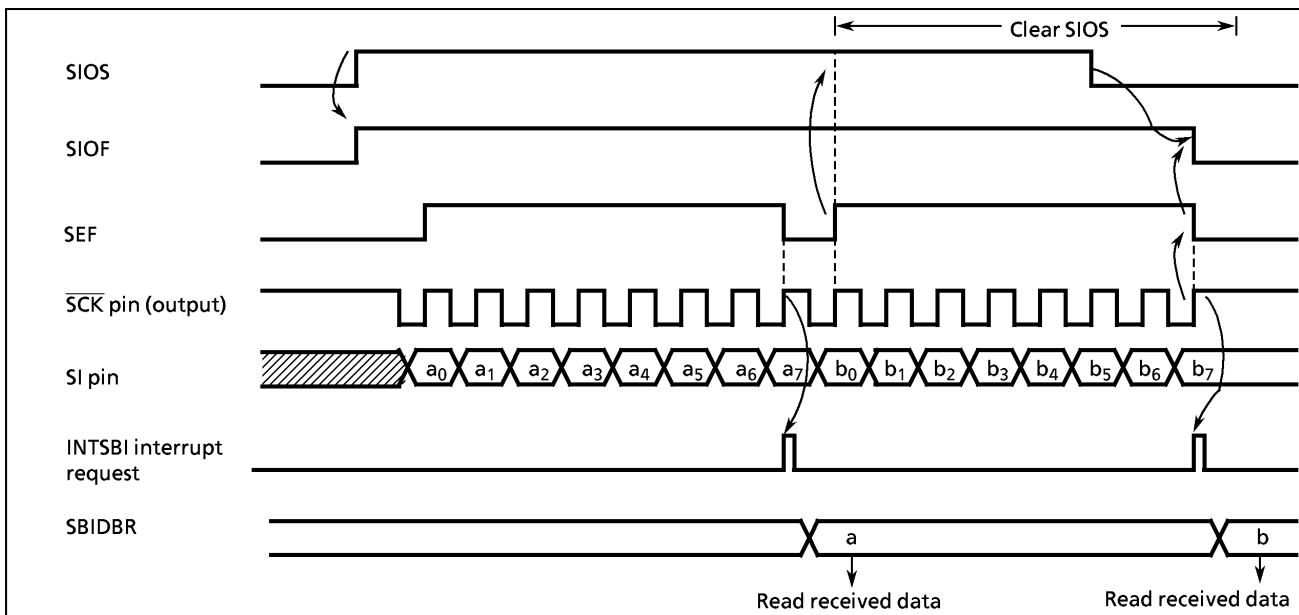 Clear SIOS
SIOS
SIOF
SEF
SCK pin (output)
SI pin
a0 a1 a2 a3 a4 a5 a6 a7 b0 b1 b2 b3 b4 b5 b6 b7
INTSBI interrupt
request
SBIDBR
a b
Read received data Read received data